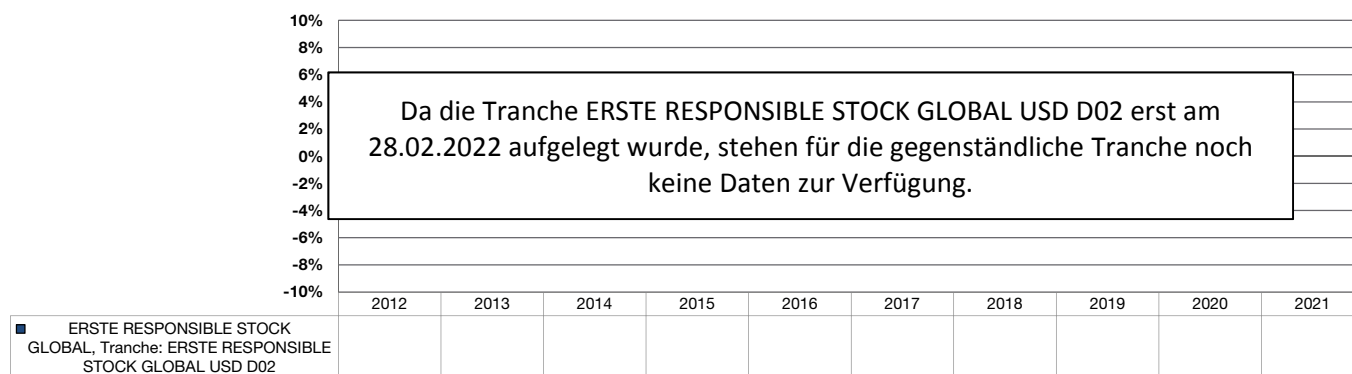 10%
8%
6%
4%
2%
0%
-2%
-4%
-6%
-8%
-10%
Da die Tranche ERSTE RESPONSIBLE STOCK GLOBAL USD D02 erst am
28.02.2022 aufgelegt wurde, stehen für die gegenständliche Tranche noch
keine Daten zur Verfügung.
2012 2013 2014 2015 2016 2017 2018 2019 2020 2021
ERSTE RESPONSIBLE STOCK
GLOBAL, Tranche: ERSTE RESPONSIBLE
STOCK GLOBAL USD D02